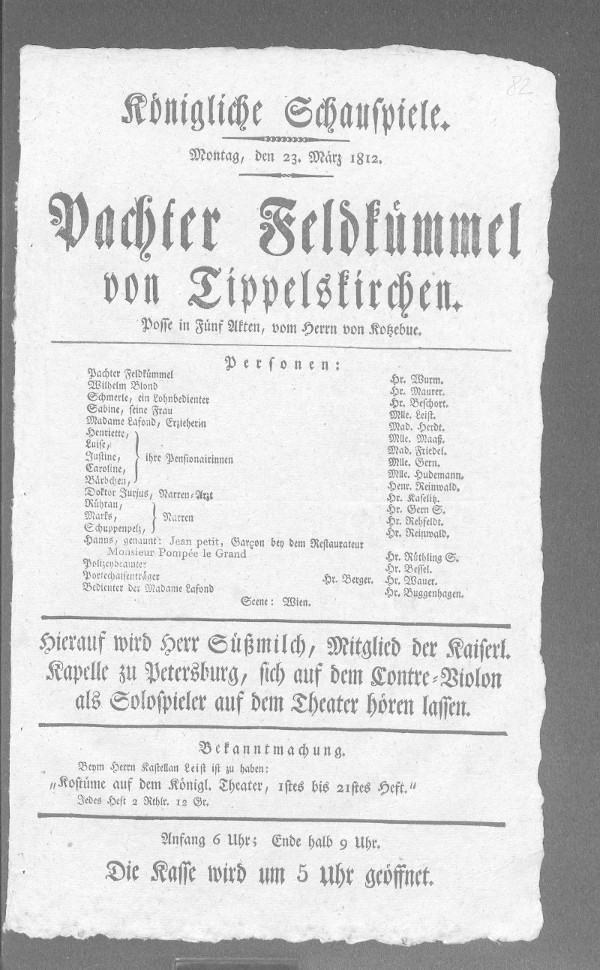 82
Königliche Schauspiele.
Montag, den 23. März 1812.
Pachter Feldkümmel
von Tippelskirchen.
Posse in Fünf Akten, vom Herrn von Kotzebue.
Personen:
Pachter Feldkümmel Hr. Wurm.
Wilhelm Blond Hr. Maurer.
Schmerle, ein Lohnbedienter Hr. Beschort.
Sabine, seine Frau Mlle. Leist.
Madame Lafond, Erzieherin Mad. Herdt.
Henriette, Mlle. Maaß.
Luise, Mad. Friedel.
Justine, ihre Pensionairinnen Mlle. Gern.
Caroline, Mlle. Hudemann.
Bärbchen, Henr. Reinwald.
Doktor Narren-Arzt Hr. Kaselitz.
Rührau, Hr. Gern S.
Marks, Narren Hr. Rehfeldt.
Schuppenpelz, Hr. Reinwald.
Hanns, genannt: Jean petit, Garçon bey dem Restaurateur
Monsieur Pompée le Grand Hr. Rüthling S.
Polizeybeamter Hr. Bessel.
Portechaisenträger Hr. Berger. Hr. Wauer.
Bedienter der Madame Lafond Hr. Buggenhagen.
Scene: Wien.
Hierauf wird Herr Süßmilch, Mitglied der Kaiserl.
Kapelle zu Petersburg, sich auf dem Contre-Violon
als Solospieler auf dem Theater hören lassen.
Bekanntmachung.
Beym Herrn Kastellan Leist ist zu haben:
„Kostüme auf dem Königl. Theater, 1stes bis 21stes Heft.“
Jedes Heft 2 Rthlr. 12 Gr.
Anfang 6 Uhr; Ende halb 9 Uhr.
Die Kasse wird um 5 Uhr geöffnet.